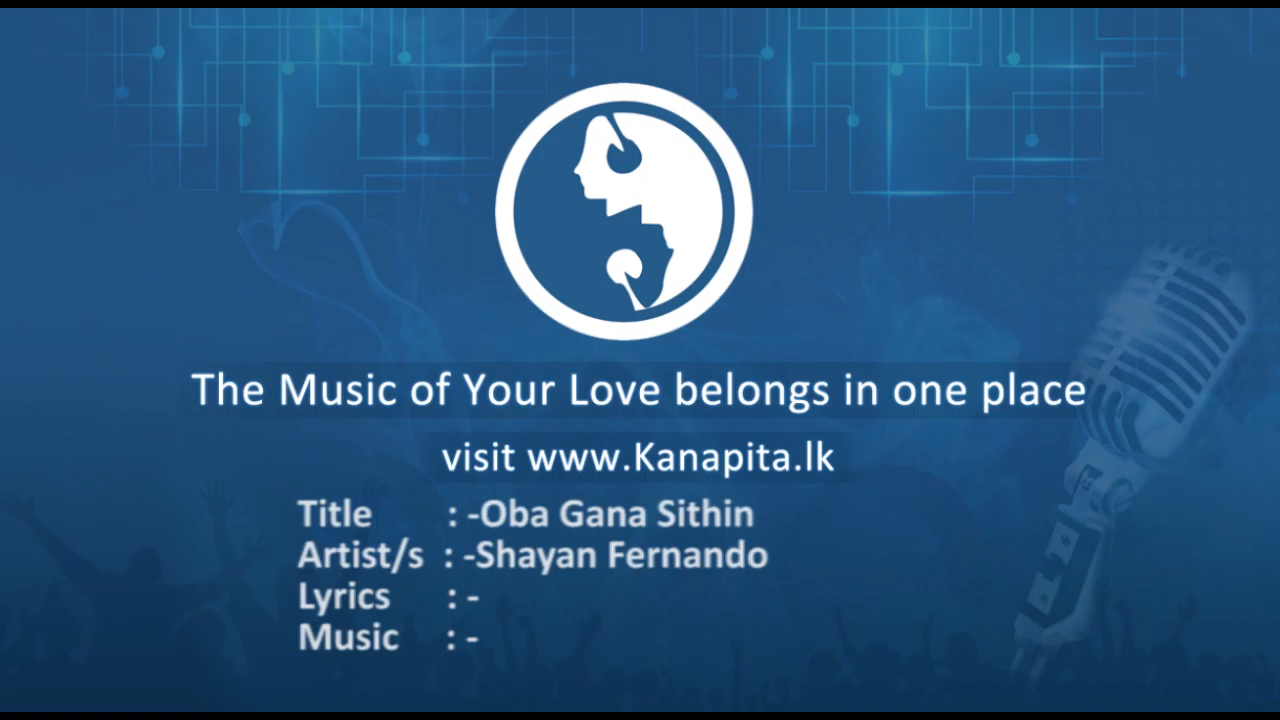 The Music of Your Love belongs in one place
visit www.Kanapita.lk
Title : -Oba Gana Sithin
Artist/s : -Shayan Fernando
Lyrics : -
Music : -